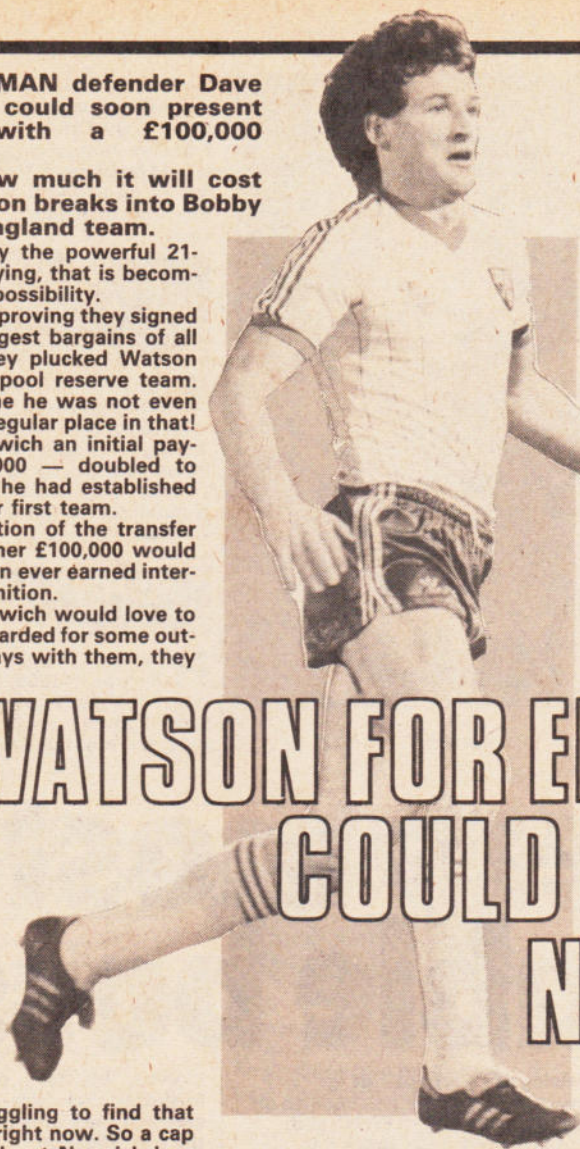 MAN defender Dave
could soon present
with a £100,000
w much it will cost
on breaks into Bobby
ngland team.
y the powerful 21-
ying, that is becom-
possibility.
proving they signed
gest bargains of all
ey plucked Watson
pool reserve team.
ne he was not even
egular place in that!
wich an initial pay-
000 — doubled to
he had established
r first team.
tion of the transfer
her £100,000 would
n ever earned inter-
nition.
wich would love to
arded for some out-
ays with them, they
WATSON FOR E
COULD
N
ggling to find that
right now. So a cap